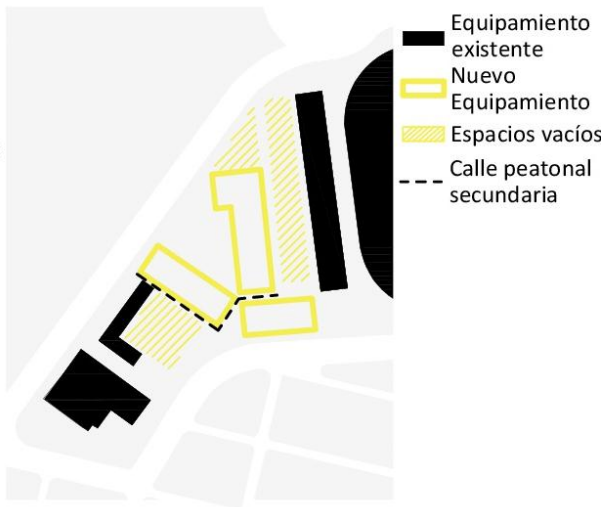 Equipamiento
existente
Nuevo
Equipamiento
Espacios vacíos
Calle peatonal
secundaria